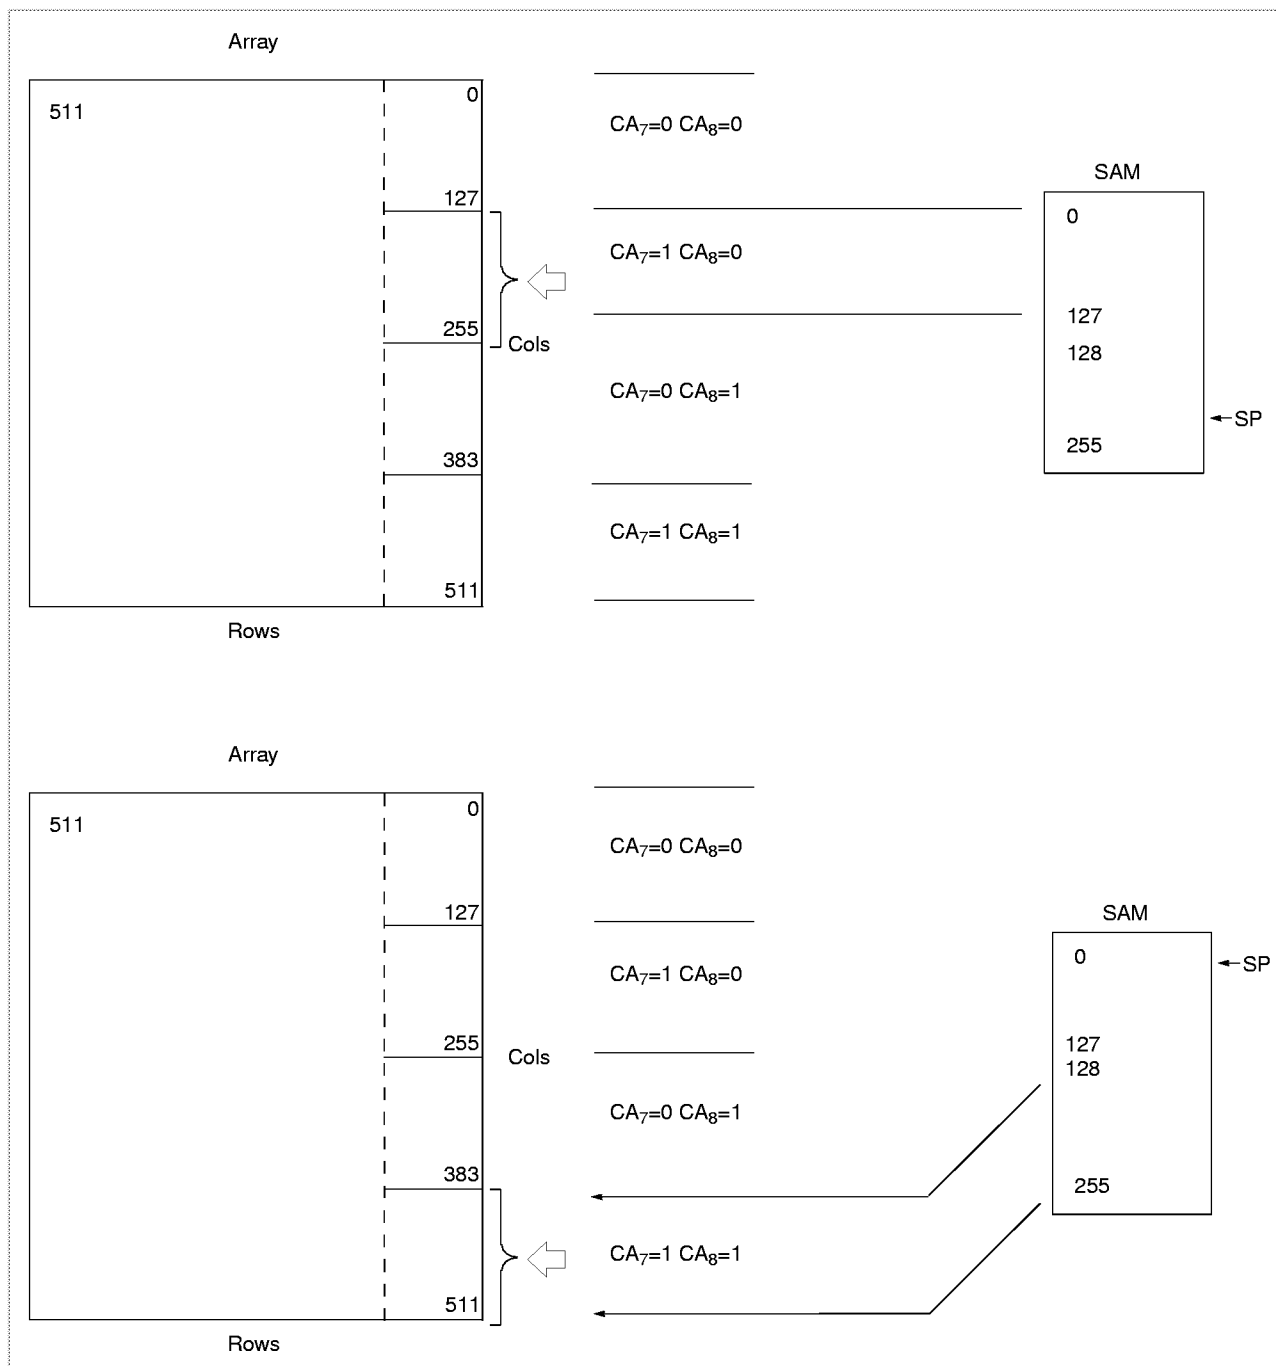 Array
0
511
CA7=0 CA8=0
SAM
127
0
CA7=1 CA8=0
127
255
Cols
128
CA7=0 CA8=1
SP
255
383
CA7=1 CA8=1
511
Rows
Array
0
511
CA7=0 CA8=0
127
SAM
0
SP
CA7=1 CA8=0
255
Cols
127
128
CA7=0 CA8=1
383
255
CA7=1 CA8=1
511
Rows